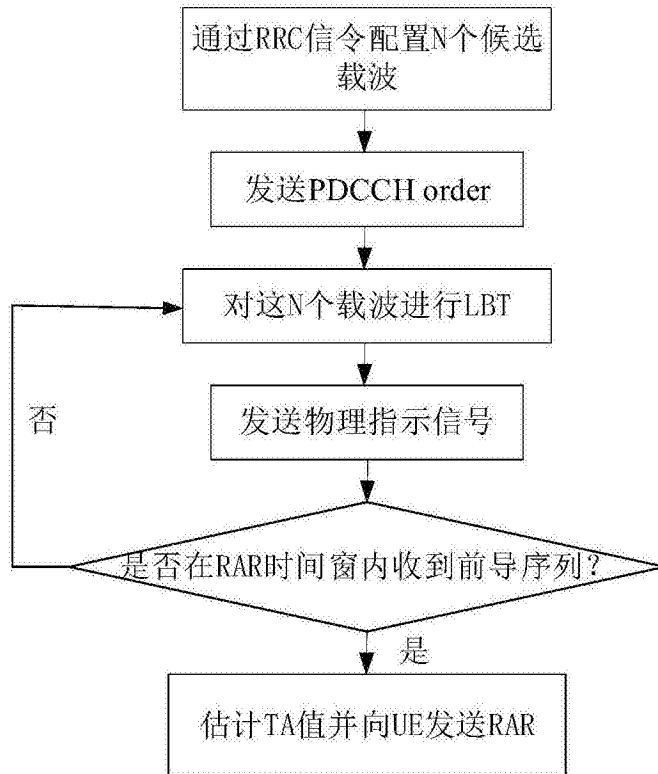 通过RRC信令配置N个候选
载波
发送PDCCH order
对这N个载波进行LBT
发送物理指示信号
否
是否在RAR时间窗内收到前导序列?
是
估计TA值并向UE发送RAR